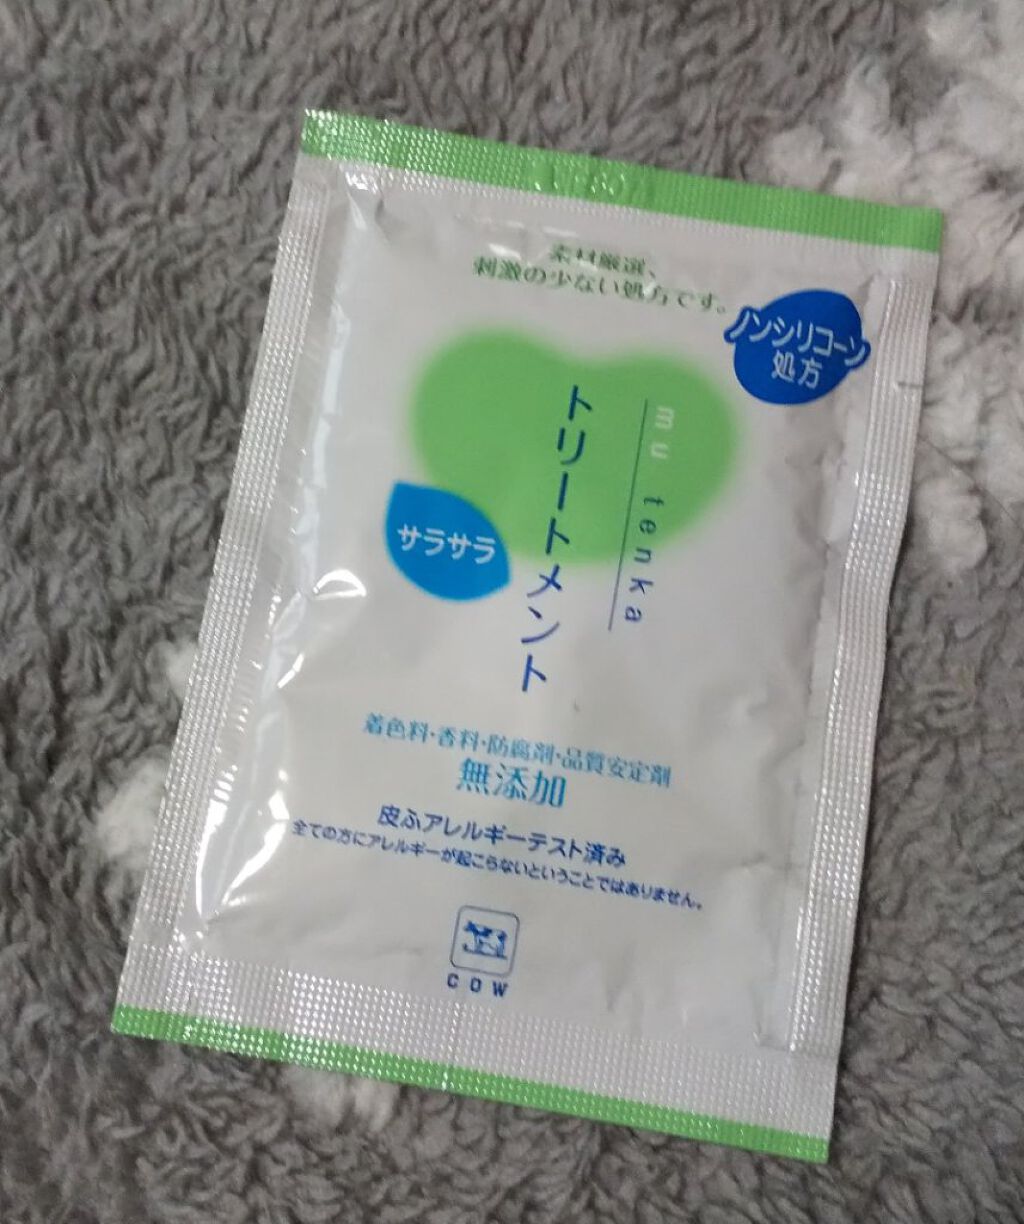 素材厳選、
刺激の少ない処方です。
ノンシリコーン
処方
mu tenka
トリートメント
サラサラ
着色料・香料・防腐剤・品質安定剤
無添加
皮ふアレルギーテスト済み
全ての方にアレルギーが起こらないということではありません。
COW